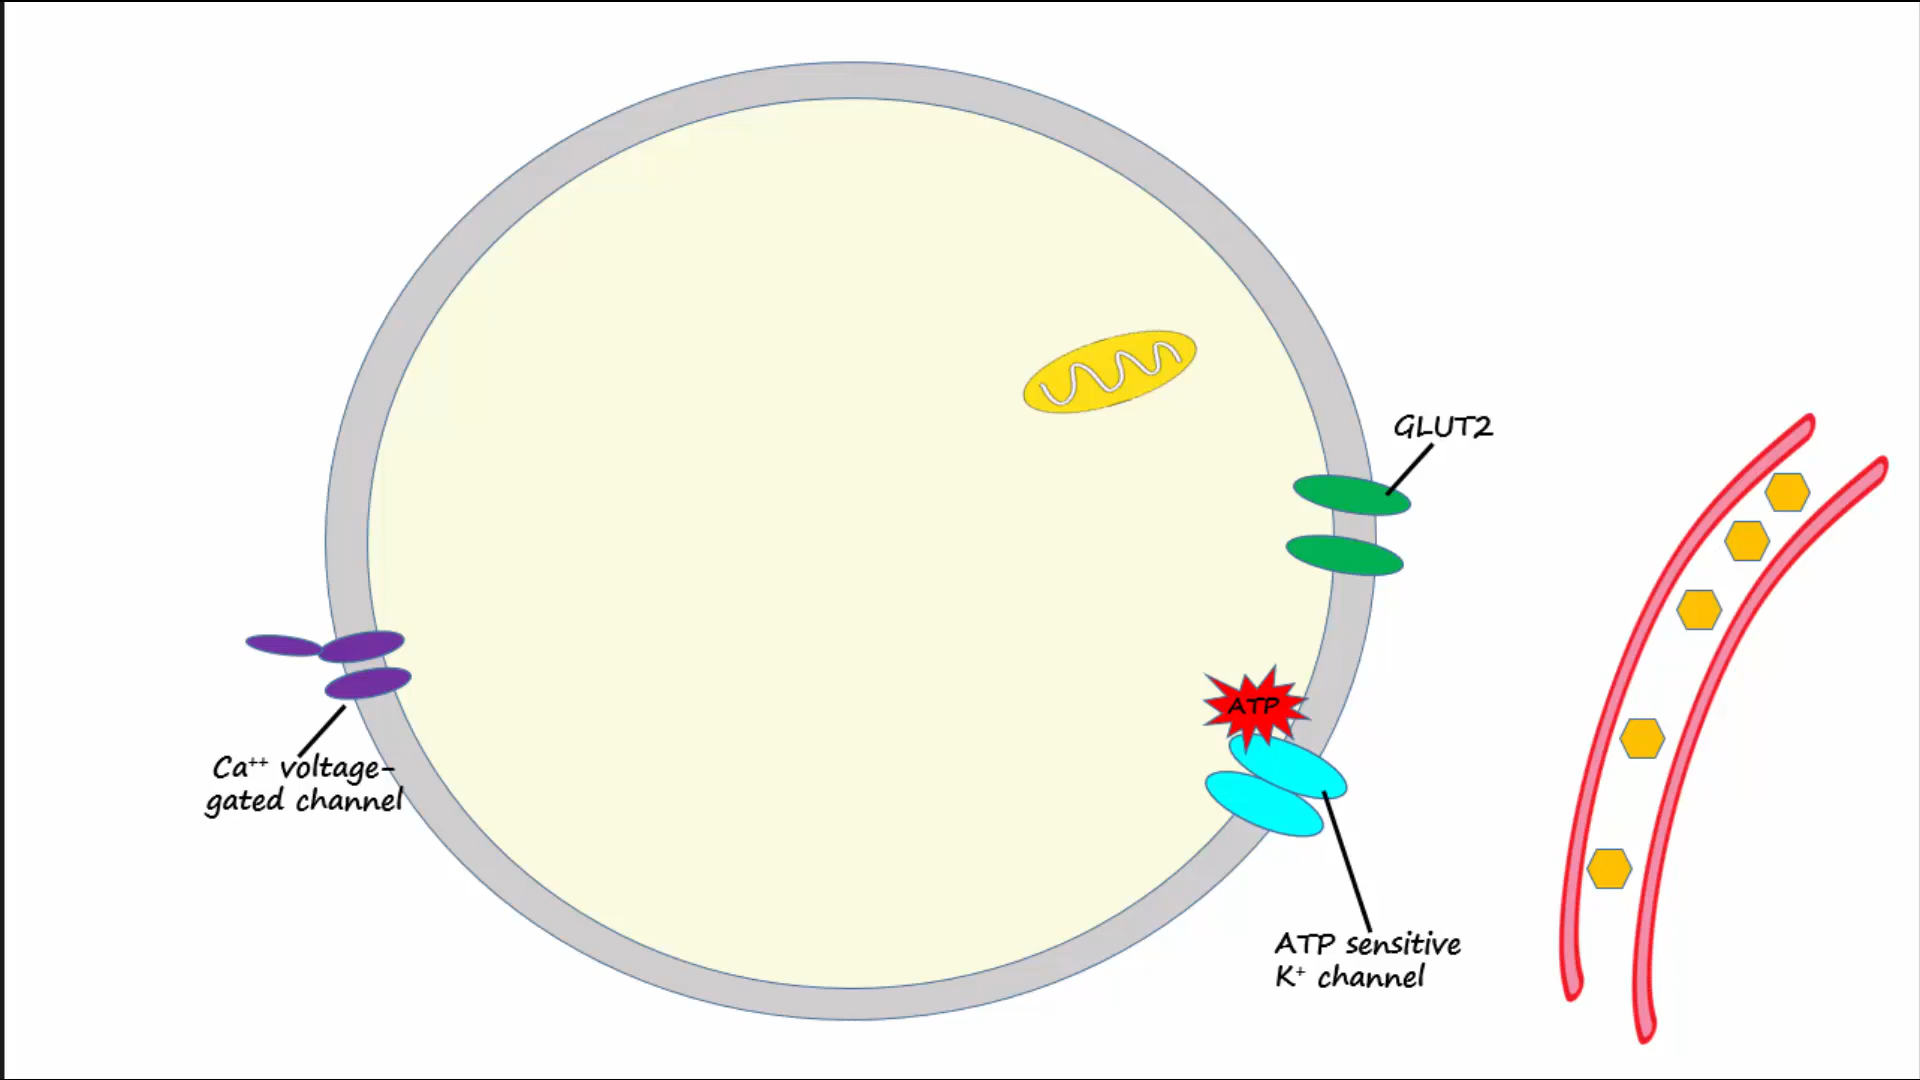 GLUT2
ATP
Ca⁺⁺ voltage-
gated channel
ATP sensitive
K⁺ channel